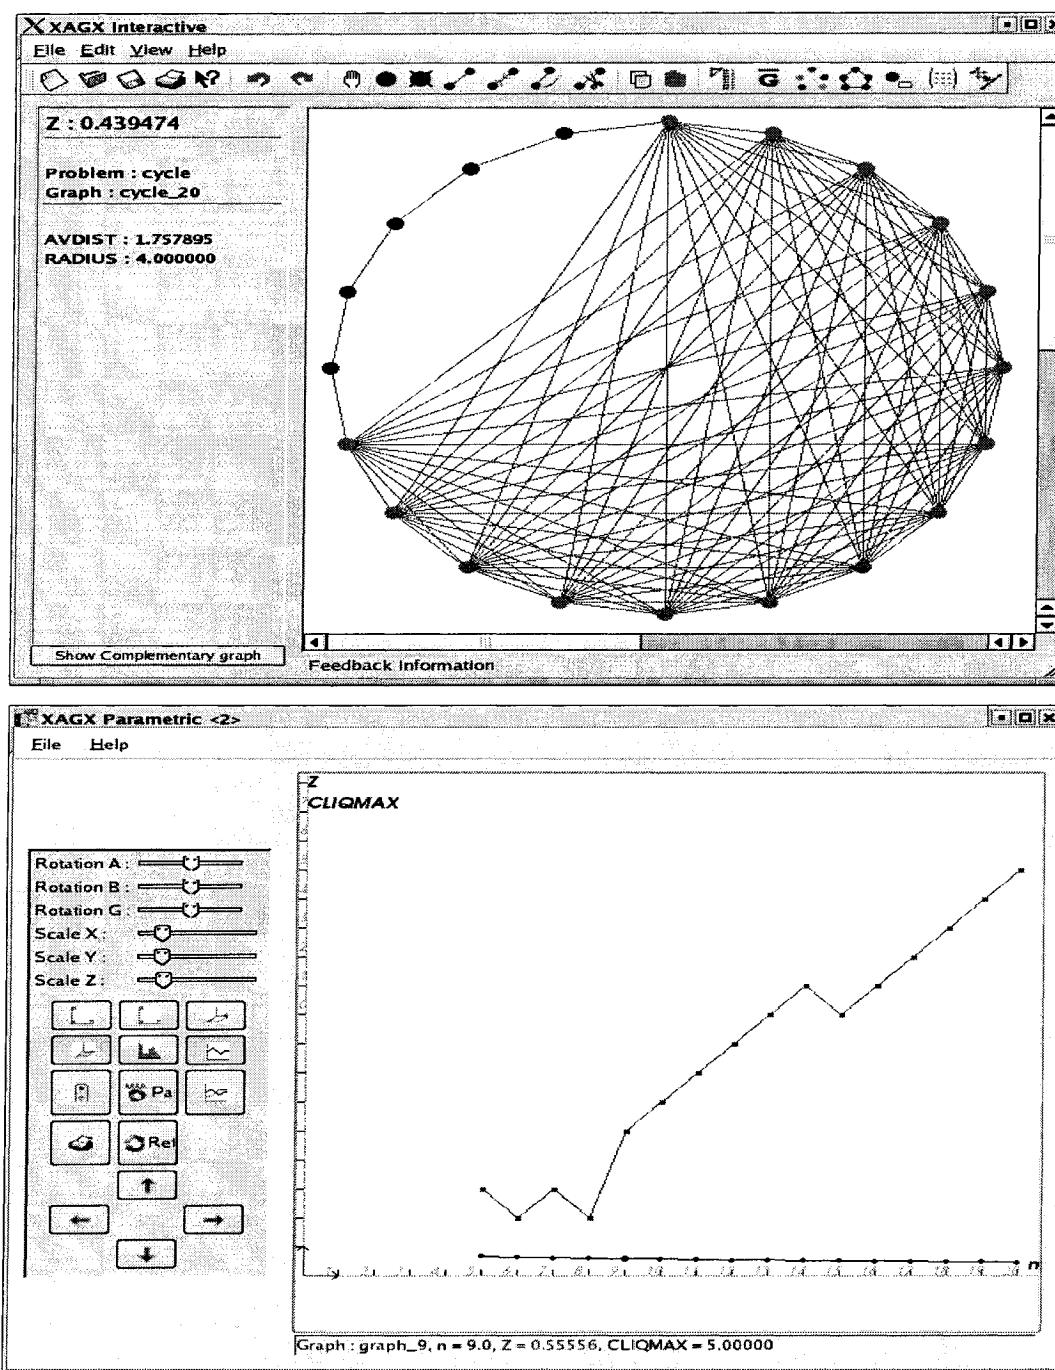 XAGX Interactive
File Edit View Help
G
Z : 0.439474
Problem : cycle
Graph : cycle_20
AVDIST : 1.757895
RADIUS : 4.000000
Show Complementary graph
Feedback Information
XAGX Parametric <2>
File Help
Z
CLIQMAX
Rotation A :
Rotation B :
Rotation G :
Scale X :
Scale Y :
Scale Z :
Pa
Ret
n
Graph : graph_9, n = 9.0, Z = 0.55556, CLIQMAX = 5.00000